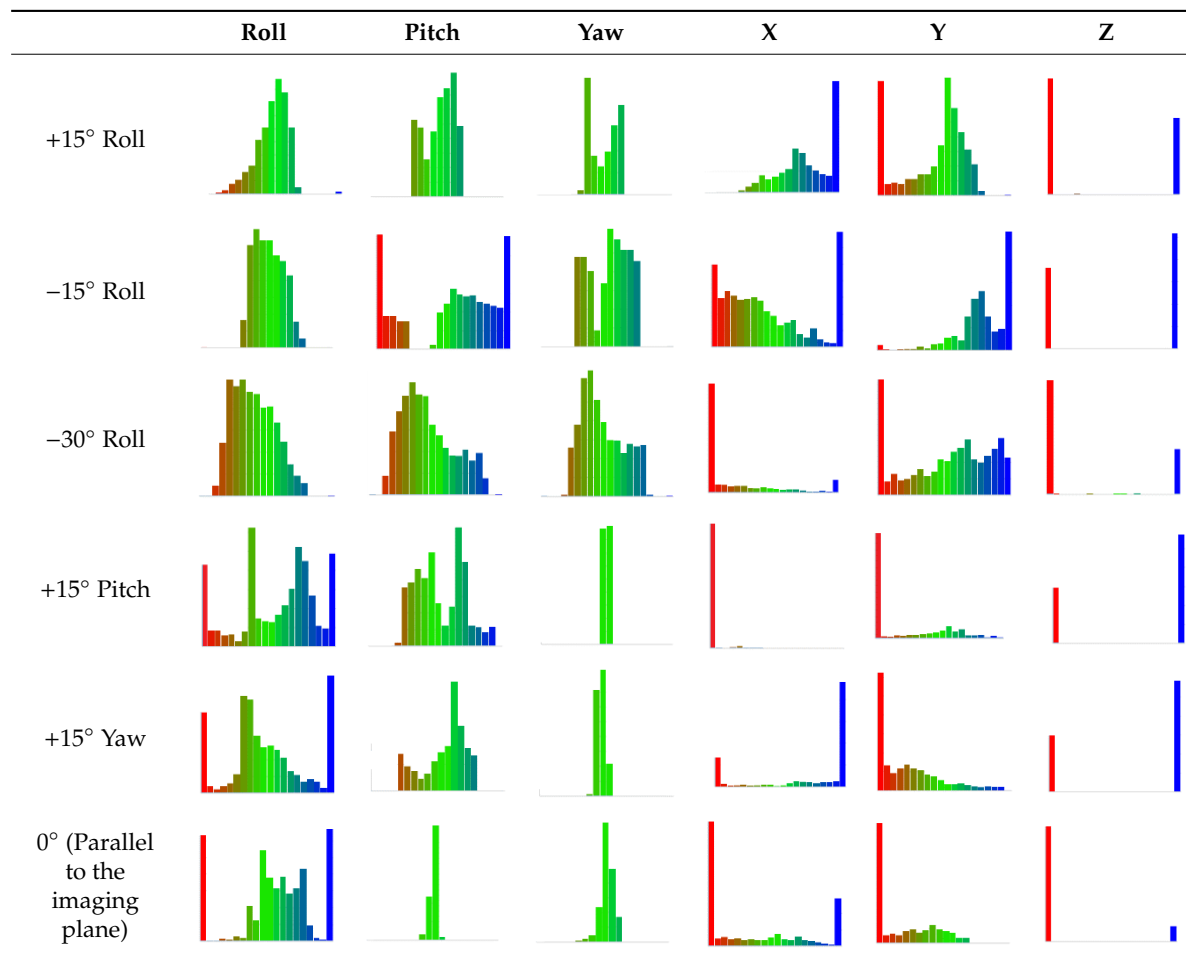 Roll Pitch Yaw X Y Z
+15° Roll
−15° Roll
−30° Roll
+15° Pitch
+15° Yaw
0° (Parallel
to the
imaging
plane)